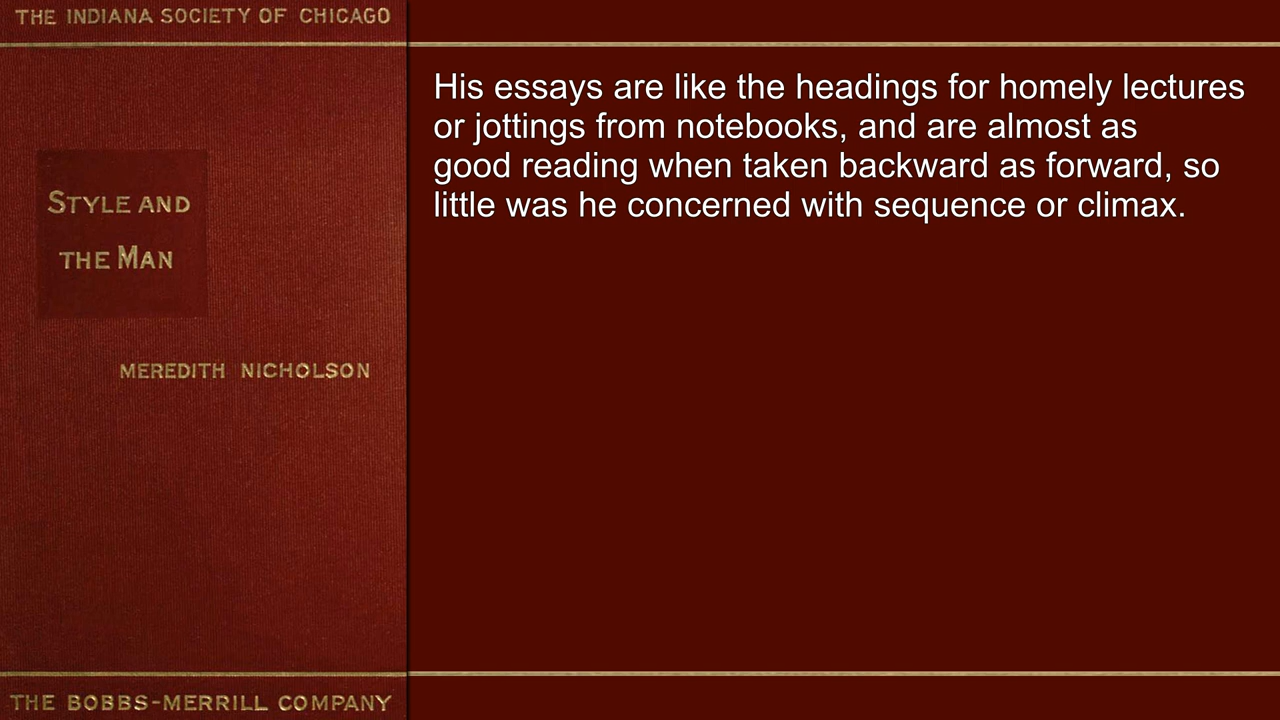 THE INDIANA SOCIETY OF CHICAGO
STYLE AND
THE MAN
MEREDITH NICHOLSON
THE BOBBS-MERRILL COMPANY
His essays are like the headings for homely lectures
or jottings from notebooks, and are almost as
good reading when taken backward as forward, so
little was he concerned with sequence or climax.